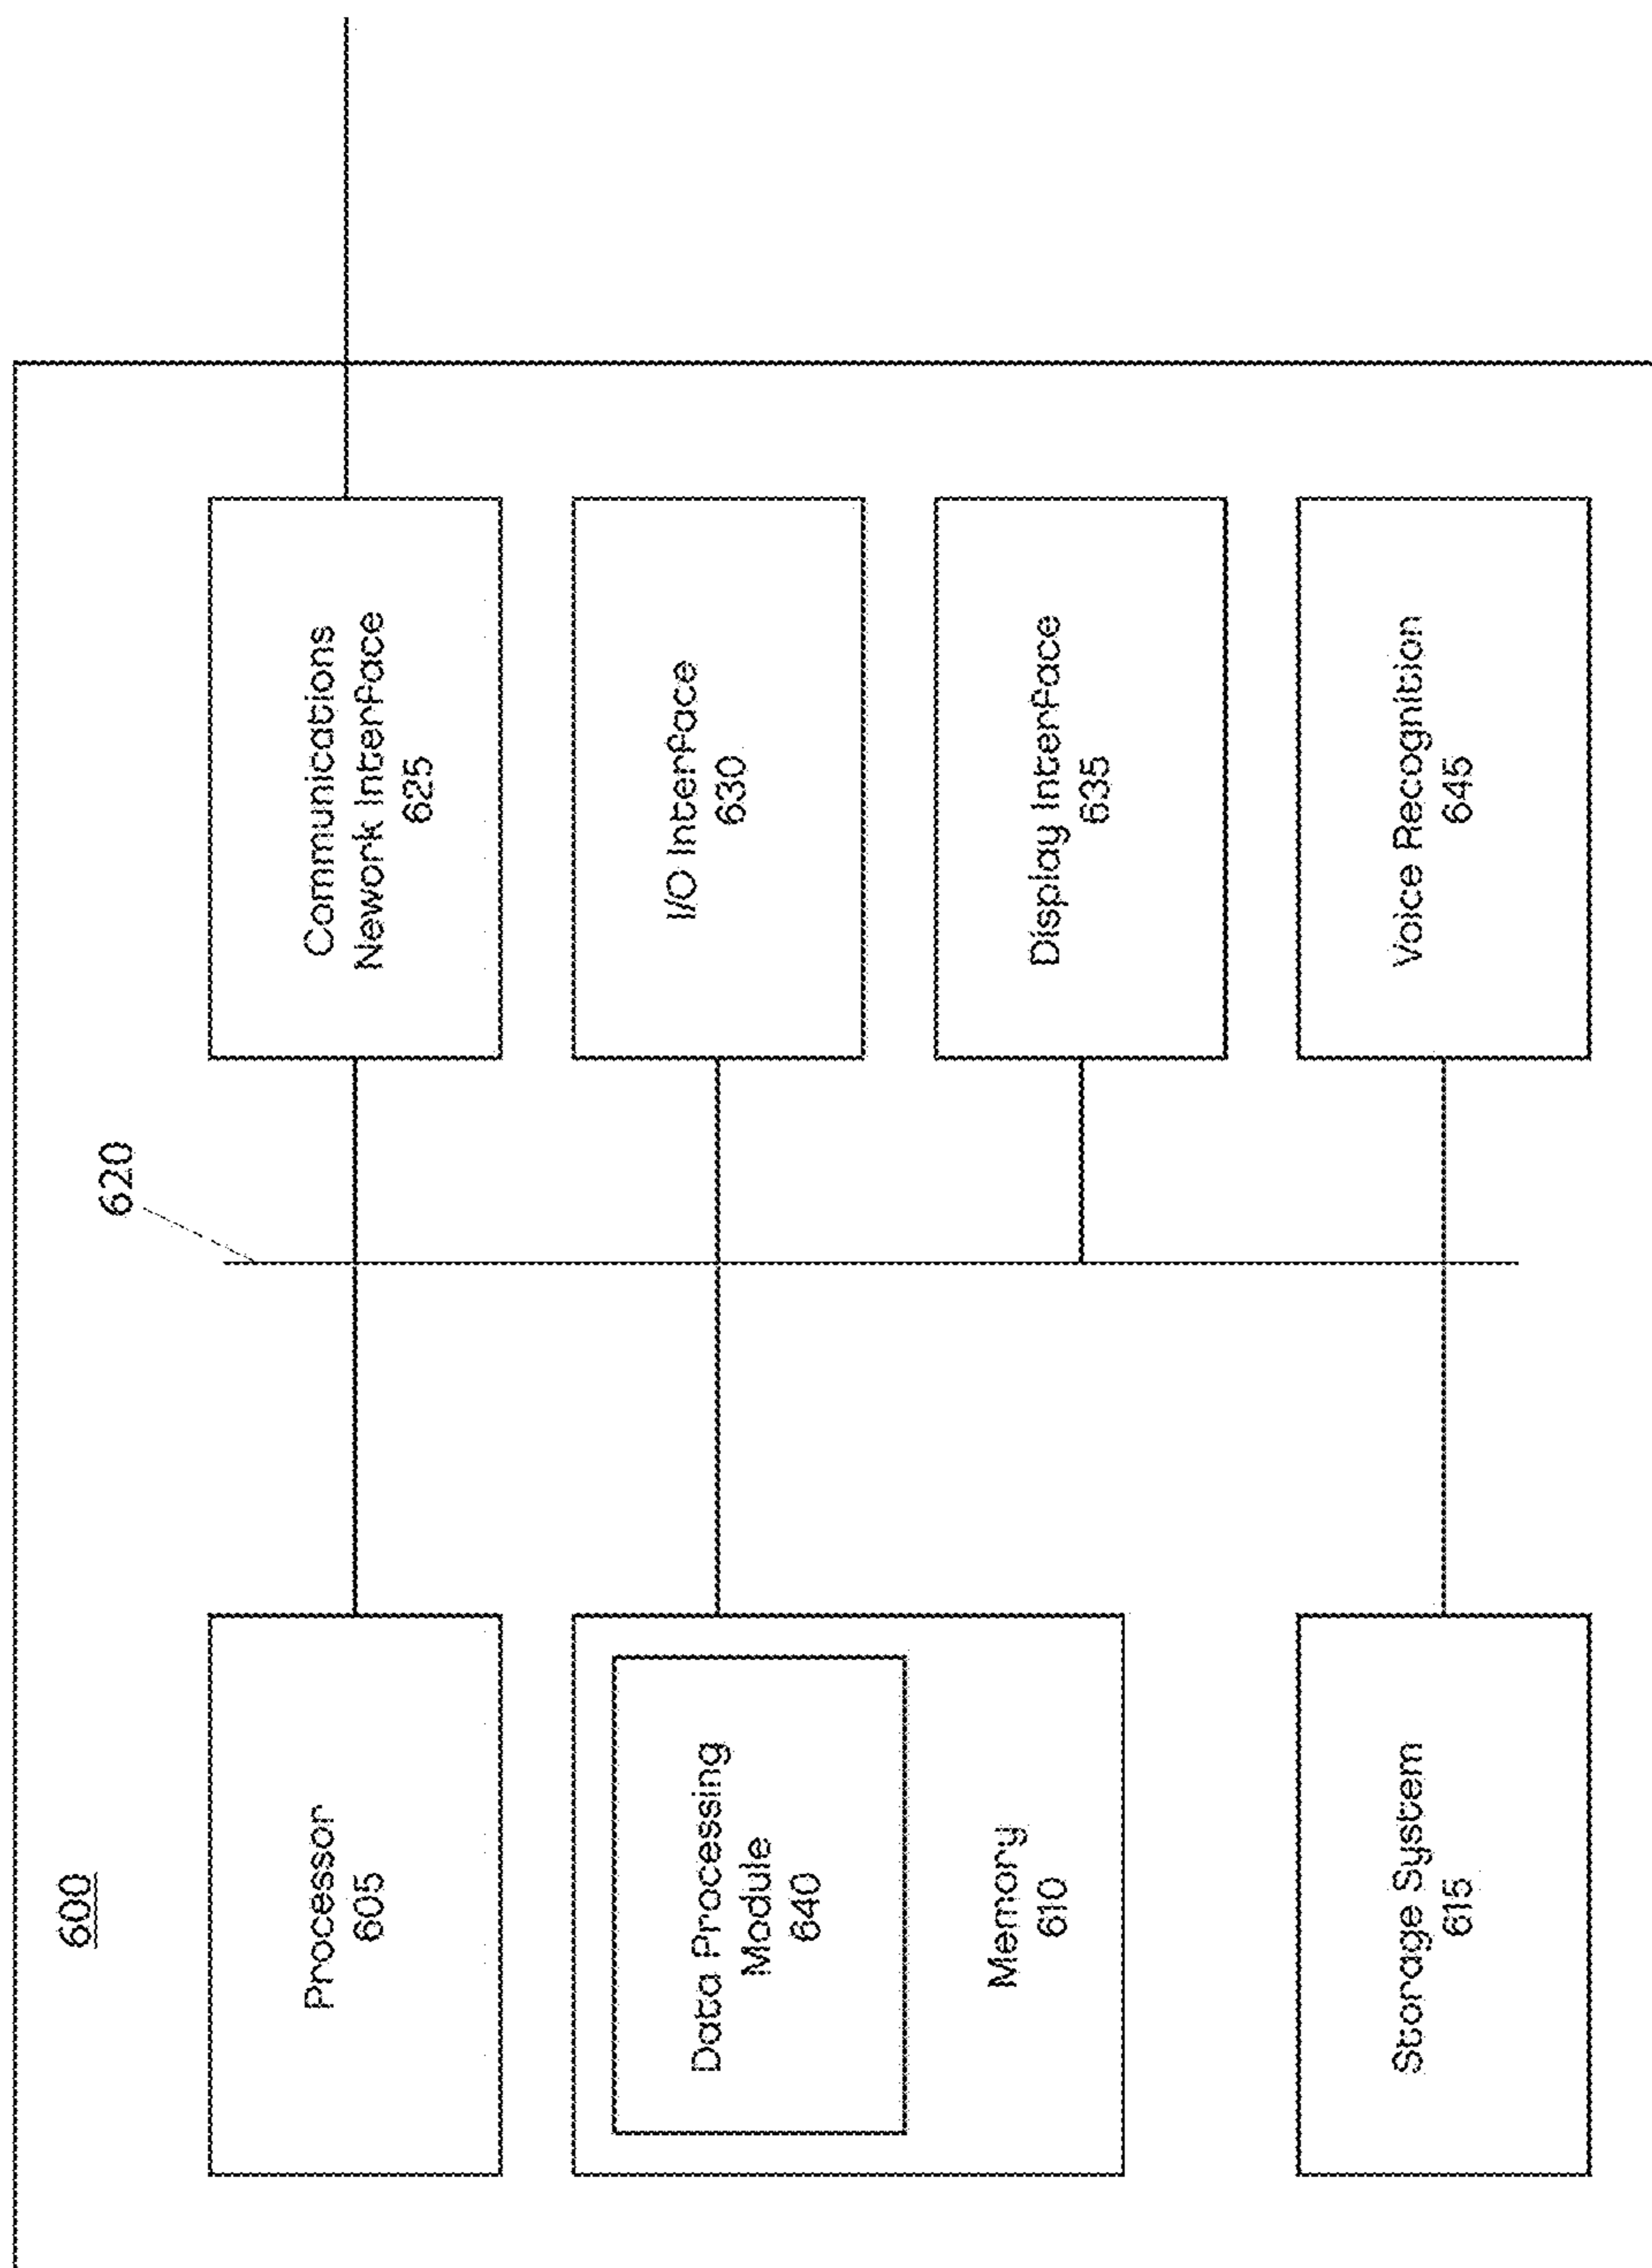 600
620
Processor
605
Data Processing
Module
640
Memory
610
Storage System
615
Communications
Nework Interface
625
I/O Interface
630
Display Interface
635
Voice Recognition
645